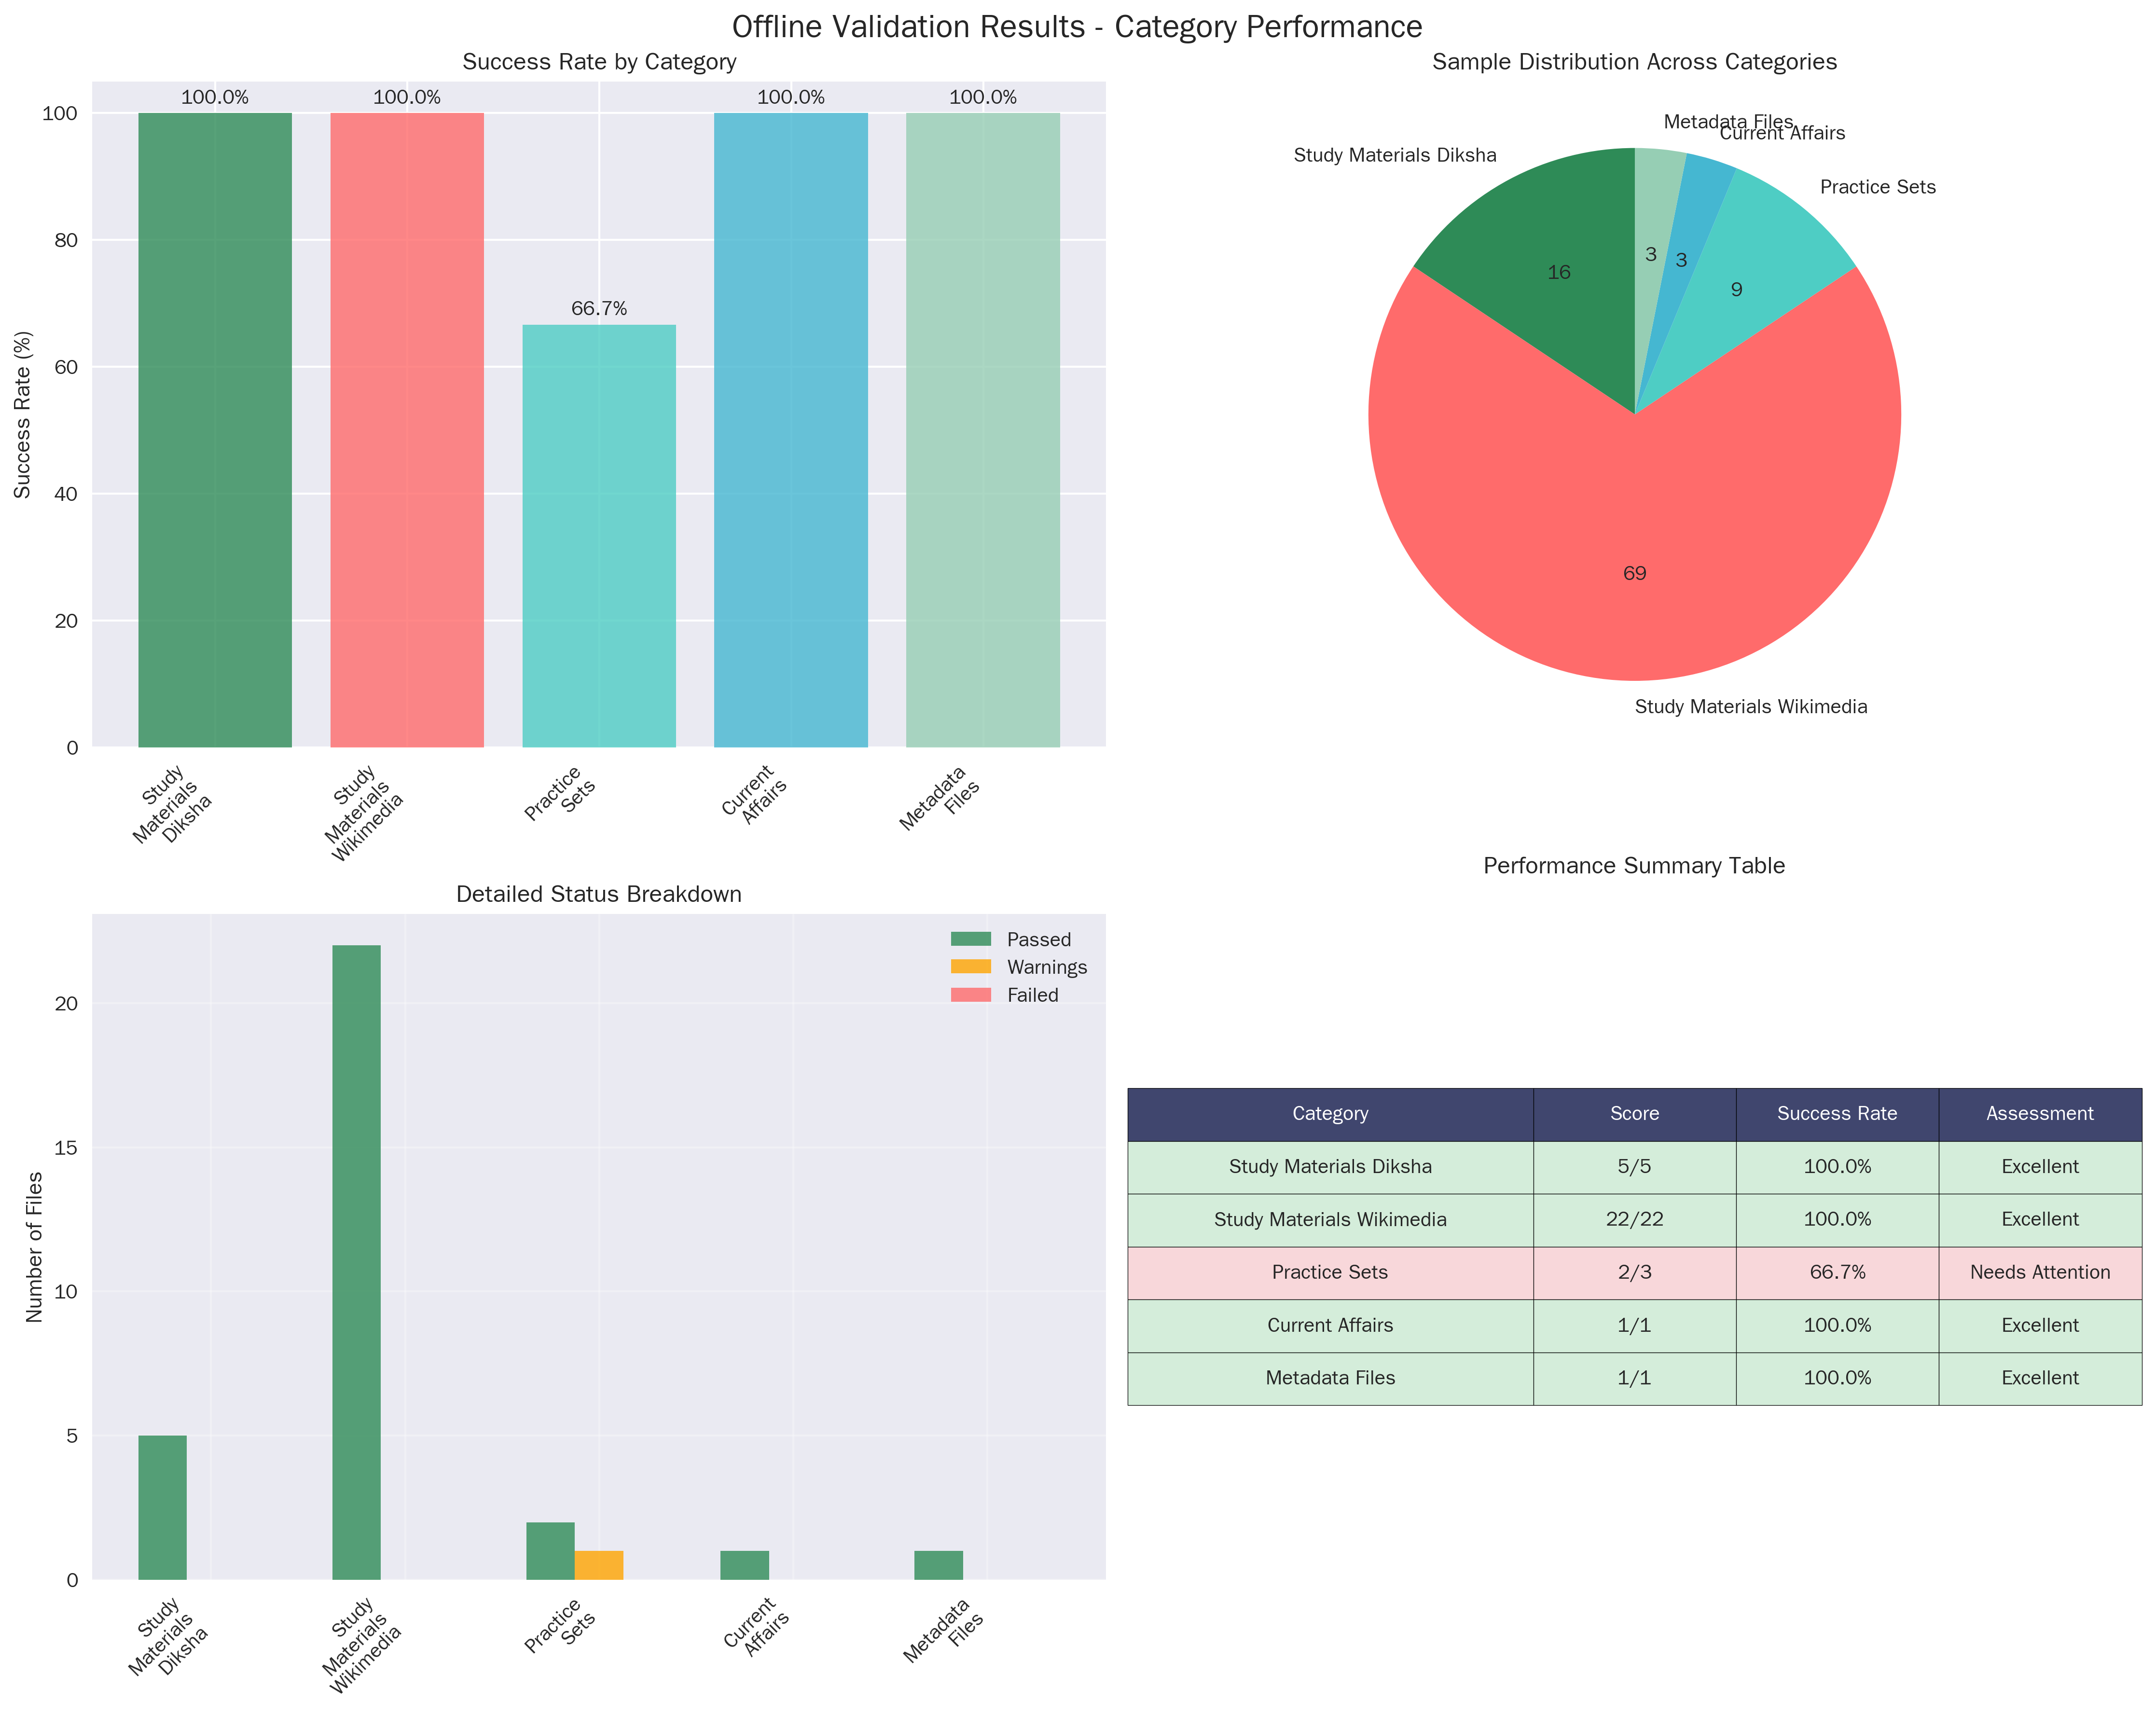 Offline Validation Results - Category Performance
Success Rate by Category
Success Rate (%)
100
80
60
40
20
0
100.0%
100.0%
66.7%
100.0%
100.0%
Study
Materials
Diksha
Study
Materials
Wikimedia
Practice
Sets
Current
Affairs
Metadata
Files
Sample Distribution Across Categories
Metadata Files
Current Affairs
Study Materials Diksha
Practice Sets
3
3
16
9
69
Study Materials Wikimedia
Detailed Status Breakdown
Number of Files
20
15
10
5
0
Passed
Warnings
Failed
Study
Materials
Diksha
Study
Materials
Wikimedia
Practice
Sets
Current
Affairs
Metadata
Files
Performance Summary Table
Category Score Success Rate Assessment
Study Materials Diksha 5/5 100.0% Excellent
Study Materials Wikimedia 22/22 100.0% Excellent
Practice Sets 2/3 66.7% Needs Attention
Current Affairs 1/1 100.0% Excellent
Metadata Files 1/1 100.0% Excellent